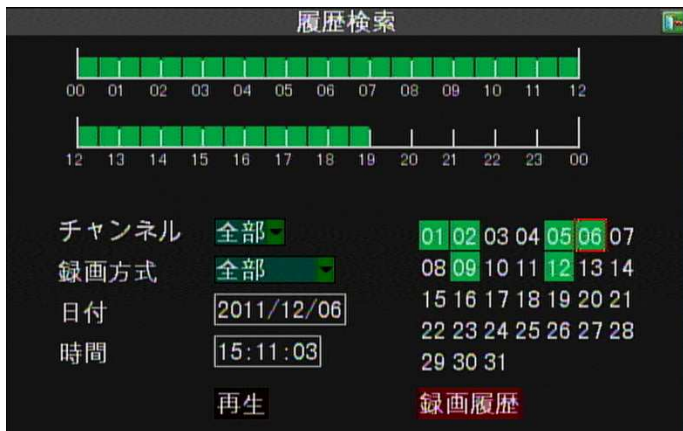 履歴検索
00 01 02 03 04 05 06 07 08 09 10 11 12
12 13 14 15 16 17 18 19 20 21 22 23 00
チャンネル 全部
録画方式 全部
日付 2011/12/06
時間 15:11:03
再生
01 02 03 04 05 06 07
08 09 10 11 12 13 14
15 16 17 18 19 20 21
22 23 24 25 26 27 28
29 30 31
録画履歴